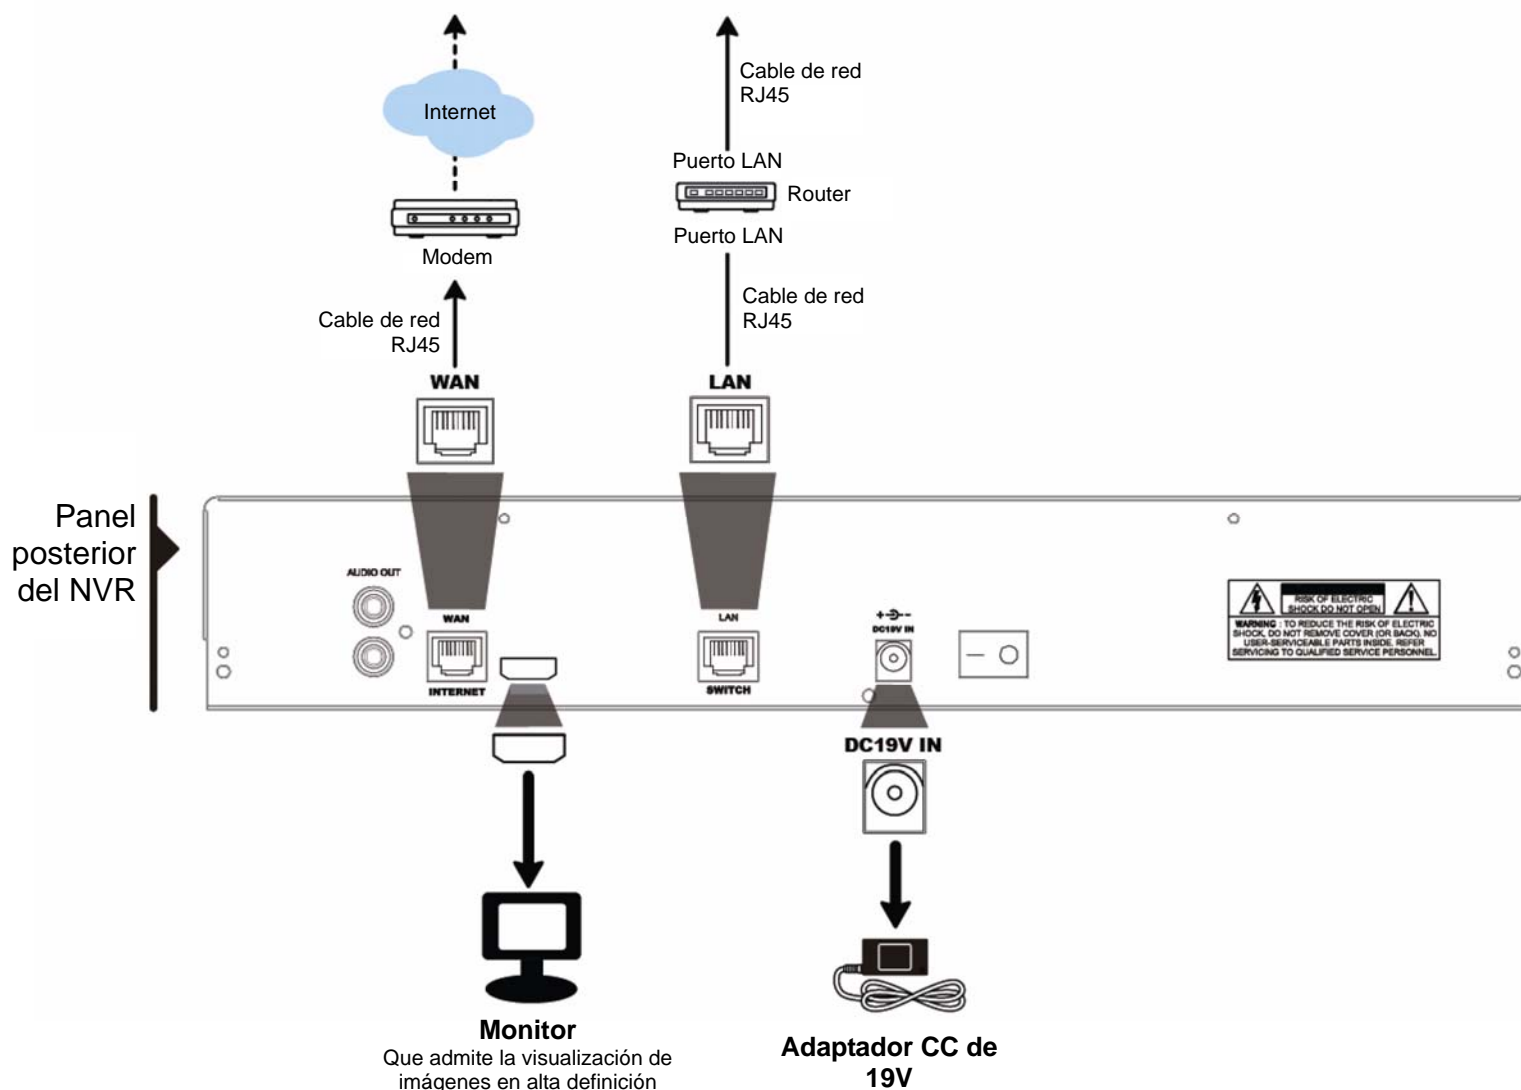 Internet
Modem
Cable de red
RJ45
WAN
Cable de red
RJ45
Puerto LAN
Router
Puerto LAN
Cable de red
RJ45
LAN
Panel
posterior
del NVR
AUDIO OUT
WAN
INTERNET
LAN
SWITCH
DC19V IN
RISK OF ELECTRIC
SHOCK DO NOT OPEN
WARNING : TO REDUCE THE RISK OF ELECTRIC
SHOCK, DO NOT REMOVE COVER (OR BACK). NO
USER-SERVICEABLE PARTS INSIDE. REFER
SERVICING TO QUALIFIED SERVICE PERSONNEL.
DC19V IN
Monitor
Que admite la visualización de
imágenes en alta definición
Adaptador CC de
19V